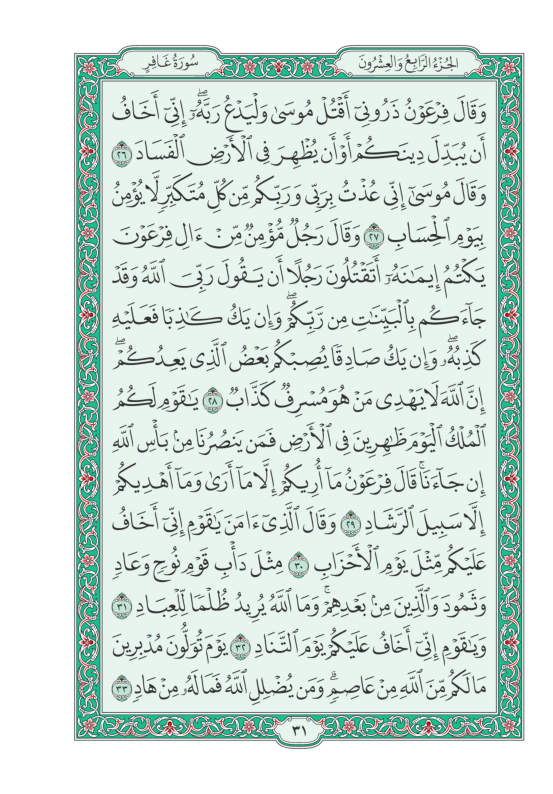 الجُزْءُ الرَّابِعُ وَالعِشْرُونَ
سُورَةُ غَافِرٍ
وَقَالَ فِرْعَوْنُ ذَرُونِيٓ أَقْتُلْ مُوسَىٰ وَلْيَدْعُ رَبَّهُۥٓۖ إِنِّيٓ أَخَافُ
أَن يُبَدِّلَ دِينَكُمْ أَوْ أَن يُظْهِرَ فِي ٱلْأَرْضِ ٱلْفَسَادَ ٢٦
وَقَالَ مُوسَىٰٓ إِنِّي عُذْتُ بِرَبِّي وَرَبِّكُم مِّن كُلِّ مُتَكَبِّرٍ لَّا يُؤْمِنُ
بِيَوْمِ ٱلْحِسَابِ ٢٧ وَقَالَ رَجُلٌ مُّؤْمِنٌ مِّنْ ءَالِ فِرْعَوْنَ
يَكْتُمُ إِيمَٰنَهُۥٓ أَتَقْتُلُونَ رَجُلًا أَن يَقُولَ رَبِّيَ ٱللَّهُ وَقَدْ
جَآءَكُم بِٱلْبَيِّنَٰتِ مِن رَّبِّكُمْۖ وَإِن يَكُ كَٰذِبًا فَعَلَيْهِ
كَذِبُهُۥۖ وَإِن يَكُ صَادِقًا يُصِبْكُم بَعْضُ ٱلَّذِي يَعِدُكُمْۖ
إِنَّ ٱللَّهَ لَا يَهْدِي مَنْ هُوَ مُسْرِفٌ كَذَّابٌ ٢٨ يَٰقَوْمِ لَكُمُ
ٱلْمُلْكُ ٱلْيَوْمَ ظَٰهِرِينَ فِي ٱلْأَرْضِ فَمَن يَنصُرُنَا مِنۢ بَأْسِ ٱللَّهِ
إِن جَآءَنَاۚ قَالَ فِرْعَوْنُ مَآ أُرِيكُمْ إِلَّا مَآ أَرَىٰ وَمَآ أَهْدِيكُمْ
إِلَّا سَبِيلَ ٱلرَّشَادِ ٢٩ وَقَالَ ٱلَّذِيٓ ءَامَنَ يَٰقَوْمِ إِنِّيٓ أَخَافُ
عَلَيْكُم مِّثْلَ يَوْمِ ٱلْأَحْزَابِ ٣٠ مِثْلَ دَأْبِ قَوْمِ نُوحٍ وَعَادٍ
وَثَمُودَ وَٱلَّذِينَ مِنۢ بَعْدِهِمْۚ وَمَا ٱللَّهُ يُرِيدُ ظُلْمًا لِّلْعِبَادِ ٣١
وَيَٰقَوْمِ إِنِّيٓ أَخَافُ عَلَيْكُمْ يَوْمَ ٱلتَّنَادِ ٣٢ يَوْمَ تُوَلُّونَ مُدْبِرِينَ
مَا لَكُم مِّنَ ٱللَّهِ مِنْ عَاصِمٍۗ وَمَن يُضْلِلِ ٱللَّهُ فَمَا لَهُۥ مِنْ هَادٍ ٣٣
٣١